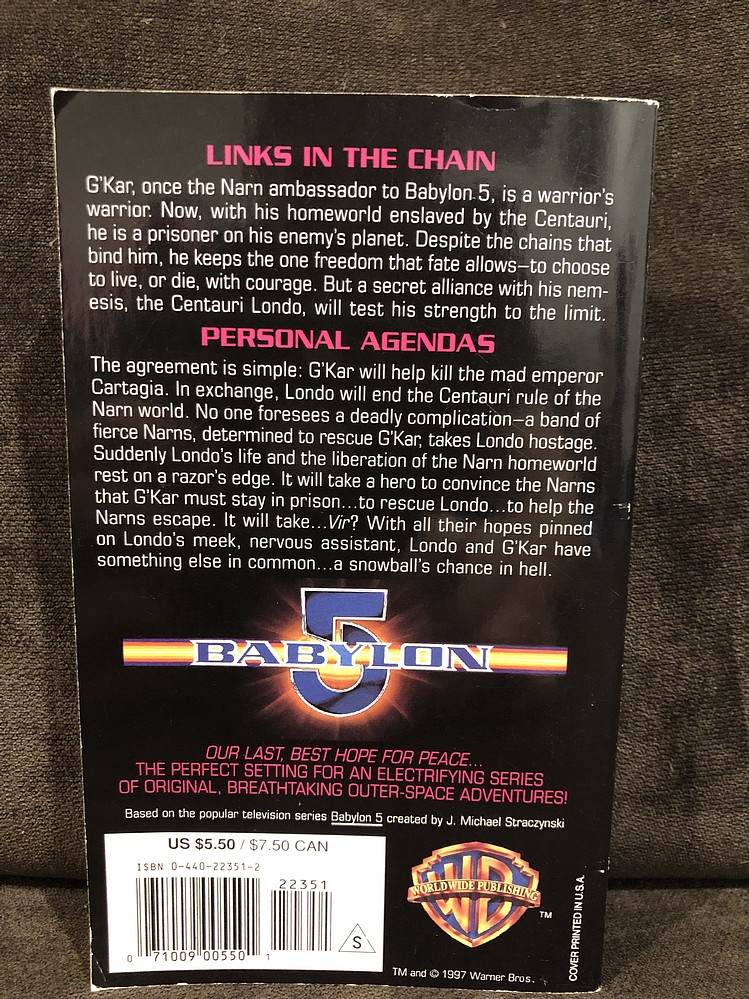 LINKS IN THE CHAIN
G'Kar, once the Narn ambassador to Babylon 5, is a warrior's
warrior. Now, with his homeworld enslaved by the Centauri,
he is a prisoner on his enemy's planet. Despite the chains that
bind him, he keeps the one freedom that fate allows—to choose
to live, or die, with courage. But a secret alliance with his nem-
esis, the Centauri Londo, will test his strength to the limit.
PERSONAL AGENDAS
The agreement is simple: G'Kar will help kill the mad emperor
Cartagia. In exchange, Londo will end the Centauri rule of the
Narn world. No one foresees a deadly complication—a band of
fierce Narns, determined to rescue G'Kar, takes Londo hostage.
Suddenly Londo's life and the liberation of the Narn homeworld
rest on a razor's edge. It will take a hero to convince the Narns
that G'Kar must stay in prison...to rescue Londo...to help the
Narns escape. It will take...Vir? With all their hopes pinned
on Londo's meek, nervous assistant, Londo and G'Kar have
something else in common...a snowball's chance in hell.
BABYLON 5
OUR LAST, BEST HOPE FOR PEACE...
THE PERFECT SETTING FOR AN ELECTRIFYING SERIES
OF ORIGINAL, BREATHTAKING OUTER-SPACE ADVENTURES!
Based on the popular television series Babylon 5 created by J. Michael Straczynski
US $5.50 / $7.50 CAN
ISBN 0-440-22351-2
22351
0 71009 00550 1
S
WB
WORLDWIDE PUBLISHING
TM
TM and © 1997 Warner Bros.
COVER PRINTED IN U.S.A.